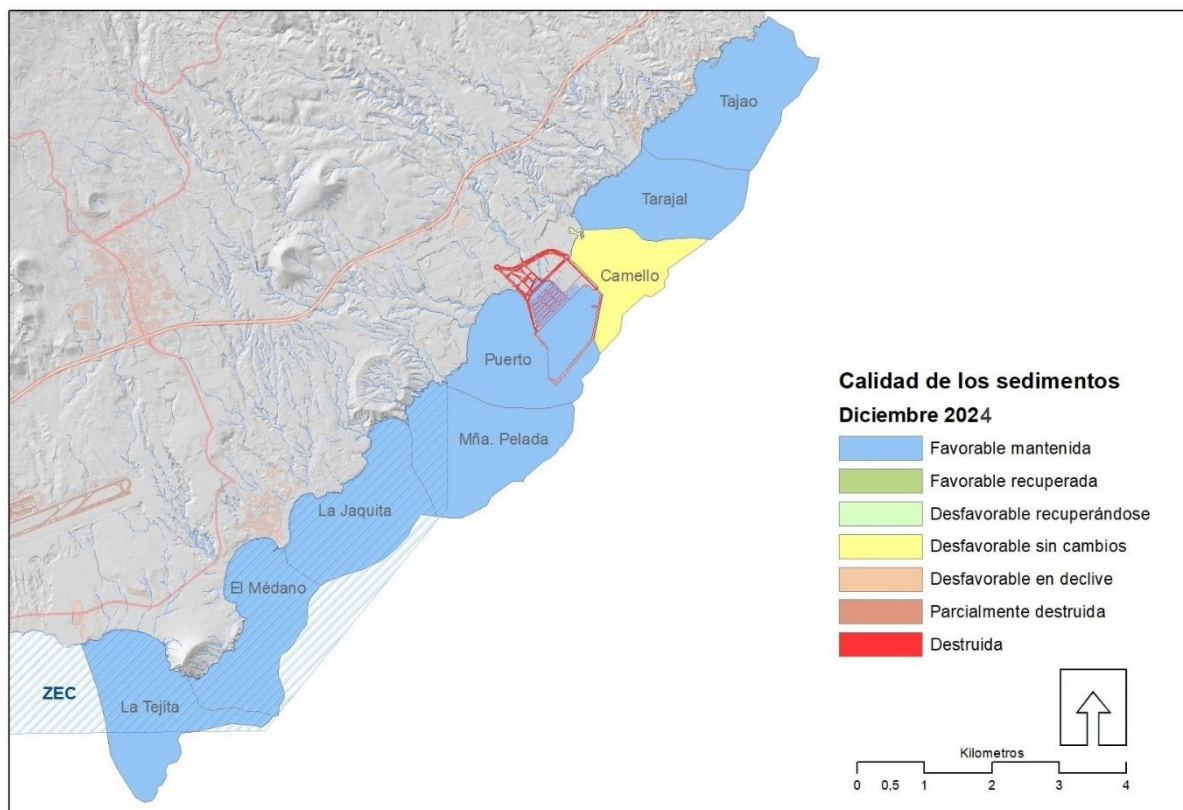 Tajao
Tarajal
Camello
Puerto
Mña. Pelada
La Jaquita
El Médano
ZEC
La Tejita
Calidad de los sedimentos
Diciembre 2024
Favorable mantenida
Favorable recuperada
Desfavorable recuperándose
Desfavorable sin cambios
Desfavorable en declive
Parcialmente destruida
Destruida
Kilometros
0 0,5 1 2 3 4